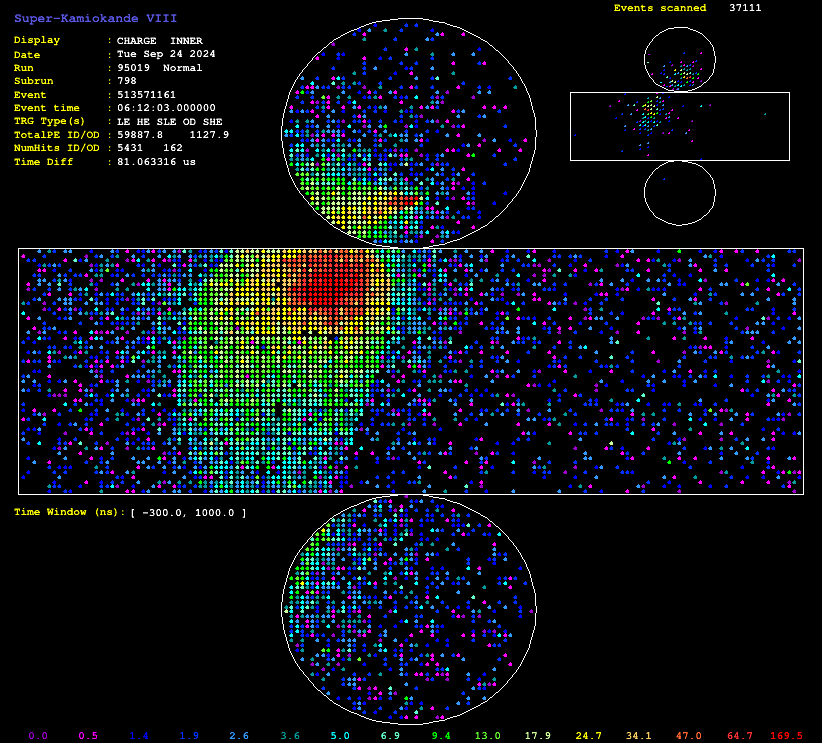 Events scanned 37111
Super-Kamiokande VIII
Display : CHARGE INNER
Date : Tue Sep 24 2024
Run : 95019 Normal
Subrun : 798
Event : 513571161
Event time : 06:12:03.000000
TRG Type(s) : LE HE SLE OD SHE
TotalPE ID/OD : 59887.8 1127.9
NumHits ID/OD : 5431 162
Time Diff : 81.063316 us
Time Window (ns): [ -300.0, 1000.0 ]
0.0 0.5 1.4 1.9 2.6 3.6 5.0 6.9 9.4 13.0 17.9 24.7 34.1 47.0 64.7 169.5